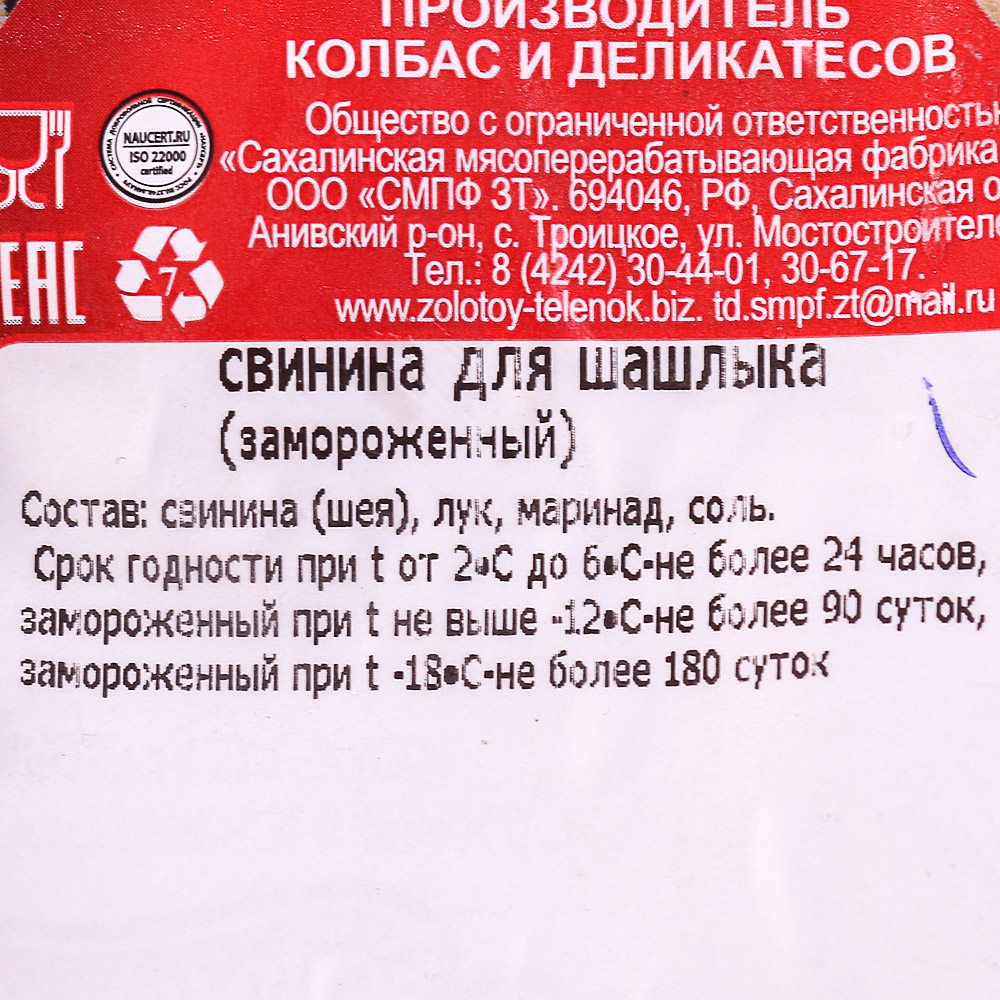 ПРОИЗВОДИТЕЛЬ
КОЛБАС И ДЕЛИКАТЕСОВ
Общество с ограниченной ответственностью
«Сахалинская мясоперерабатывающая фабрика
ООО «СМПФ ЗТ». 694046, РФ, Сахалинская о
Анивский р-он, с. Троицкое, ул. Мостостроителе
Тел.: 8 (4242) 30-44-01, 30-67-17.
www.zolotoy-telenok.biz. td.smpf.zt@mail.ru
NAUCERT.RU
ISO 22000
certified
EAC
7
свинина для шашлыка
(замороженный)
Состав: свинина (шея), лук, маринад, соль.
Срок годности при t от 2•С до 6•С-не более 24 часов,
замороженный при t не выше -12•С-не более 90 суток,
замороженный при t -18•С-не более 180 суток